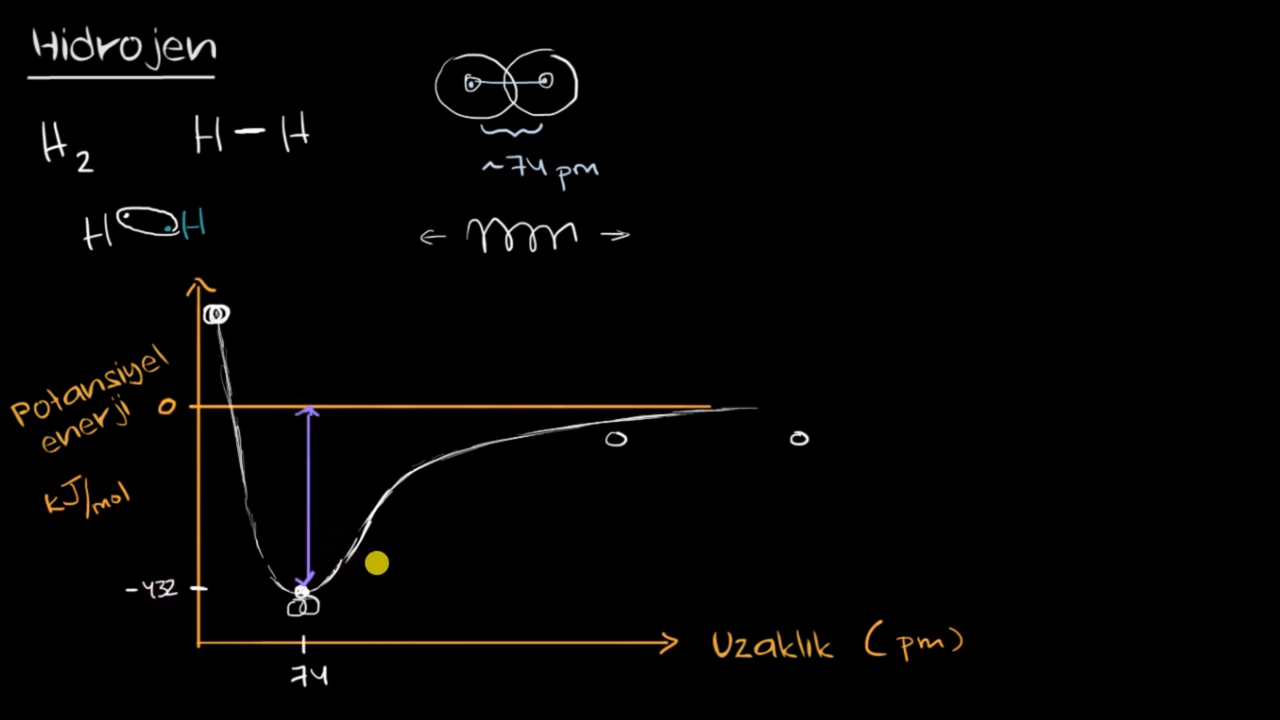 Hidrojen
H₂
H – H
~74 pm
H H
Potansiyel
enerji
0
kJ/mol
-432
74
Uzaklık (pm)